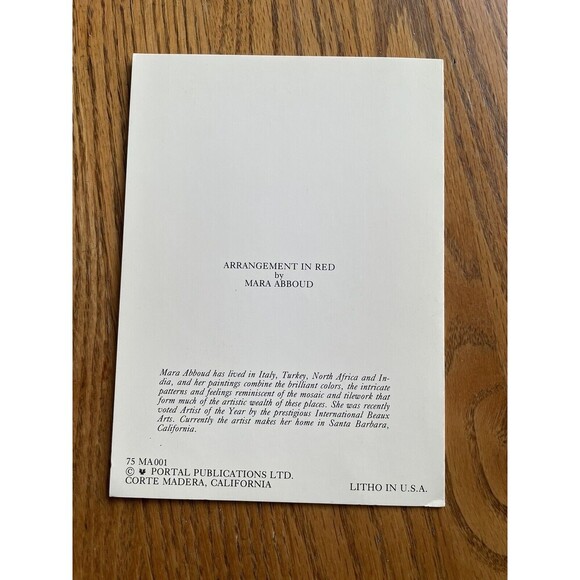 ARRANGEMENT IN RED
by
MARA ABBOUD
Mara Abboud has lived in Italy, Turkey, North Africa and In-
dia, and her paintings combine the brilliant colors, the intricate
patterns and feelings reminiscent of the mosaic and tilework that
form much of the artistic wealth of these places. She was recently
voted Artist of the Year by the prestigious International Beaux
Arts. Currently the artist makes her home in Santa Barbara,
California.
75 MA001
© PORTAL PUBLICATIONS LTD.
CORTE MADERA, CALIFORNIA
LITHO IN U.S.A.